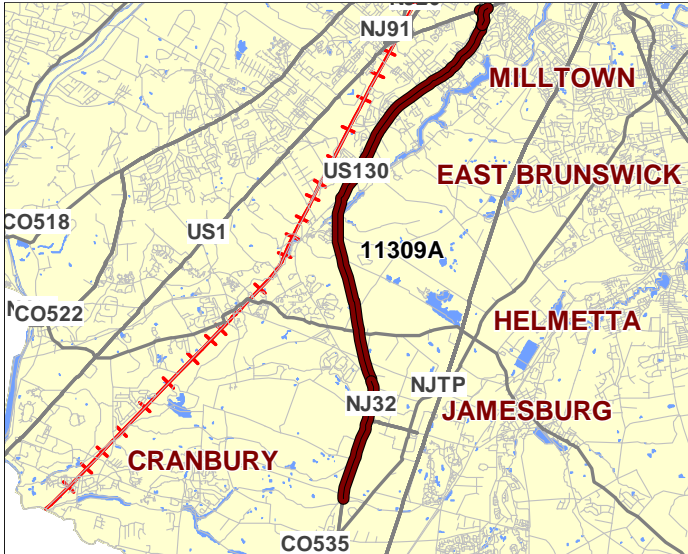 NJ91
MILLTOWN
US130
EAST BRUNSWICK
CO518
US1
11309A
CO522
HELMETTA
NJTP
NJ32
JAMESBURG
CRANBURY
CO535